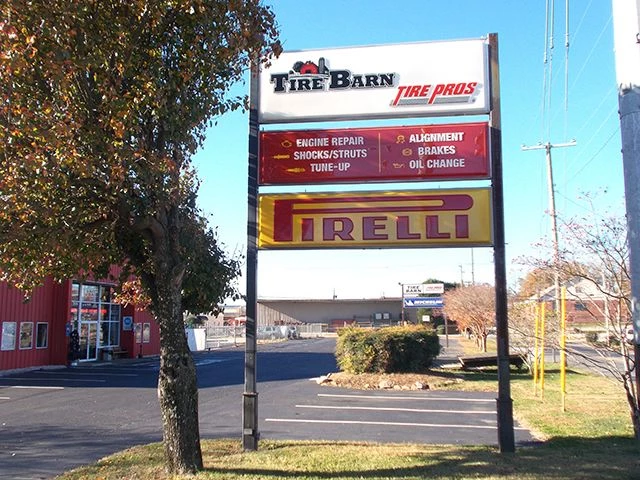 TIRE BARN
TIRE PROS
ENGINE REPAIR
SHOCKS/STRUTS
TUNE-UP
ALIGNMENT
BRAKES
OIL CHANGE
PIRELLI
TIRE BARN
MICHELIN